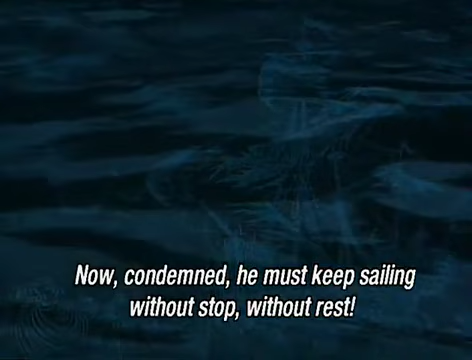 Now, condemned, he must keep sailing
without stop, without rest!